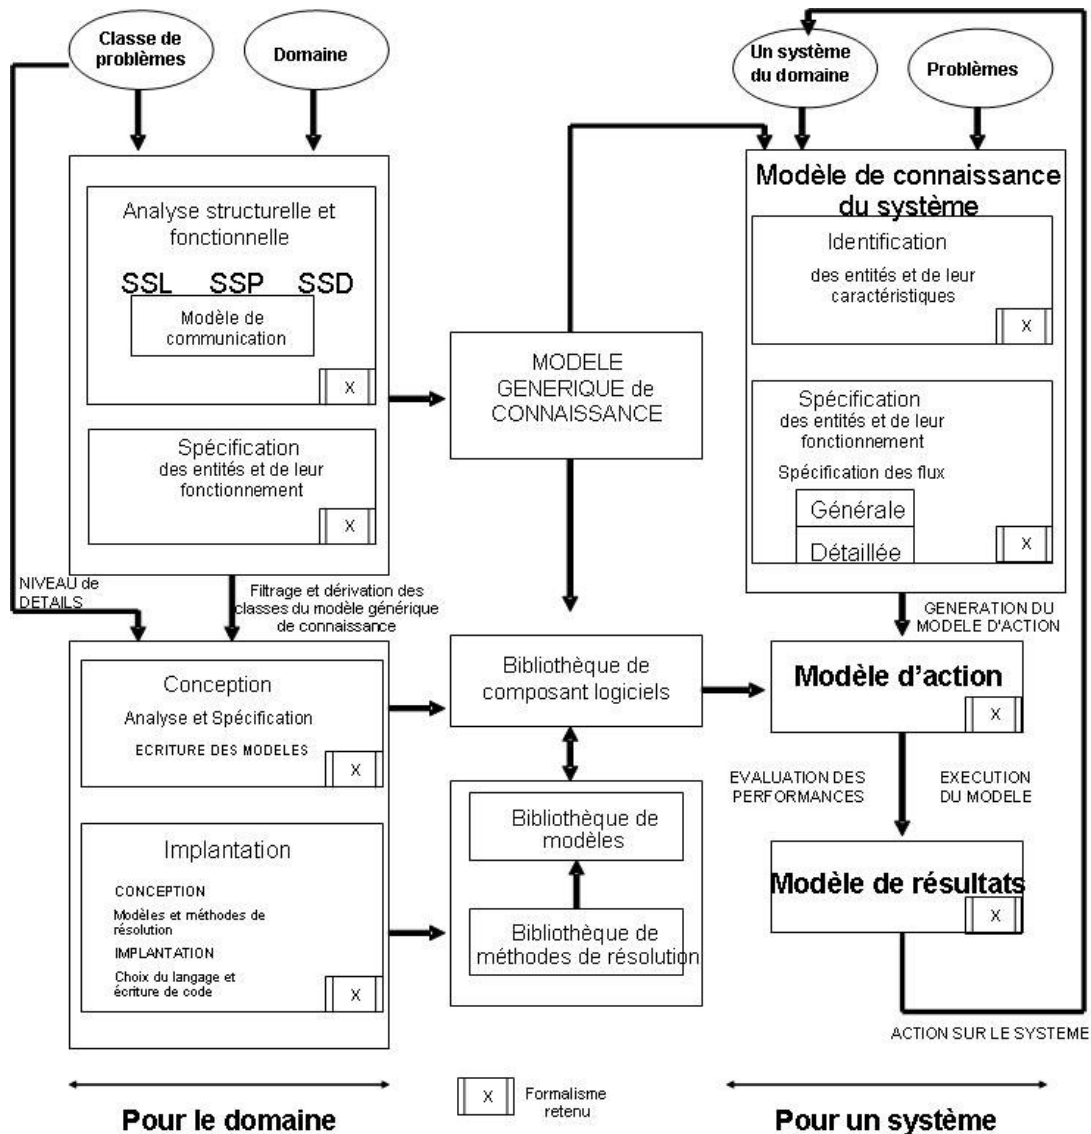 Classe de
problèmes
Domaine
Un système
du domaine
Problèmes
Analyse structurelle et
fonctionnelle
SSL SSP SSD
Modèle de
communication
X
Spécification
des entités et de leur
fonctionnement
X
MODELE
GENERIQUE de
CONNAISSANCE
Modèle de connaissance
du système
Identification
des entités et de leur
caractéristiques
X
Spécification
des entités et de leur
fonctionnement
Spécification des flux
Générale
Détaillée
X
NIVEAU de
DETAILS
Filtrage et dérivation des
classes du modèle générique
de connaissance
GENERATION DU
MODELE D'ACTION
Conception
Analyse et Spécification
ECRITURE DES MODELES
X
Bibliothèque de
composant logiciels
Modèle d'action
X
EVALUATION DES
PERFORMANCES
EXECUTION
DU MODELE
Implantation
CONCEPTION
Modèles et méthodes de
résolution
IMPLANTATION
Choix du langage et
écriture de code
X
Bibliothèque de
modèles
Bibliothèque de
méthodes de résolution
Modèle de résultats
X
ACTION SUR LE SYSTEME
X
Formalisme
retenu
Pour le domaine
Pour un système